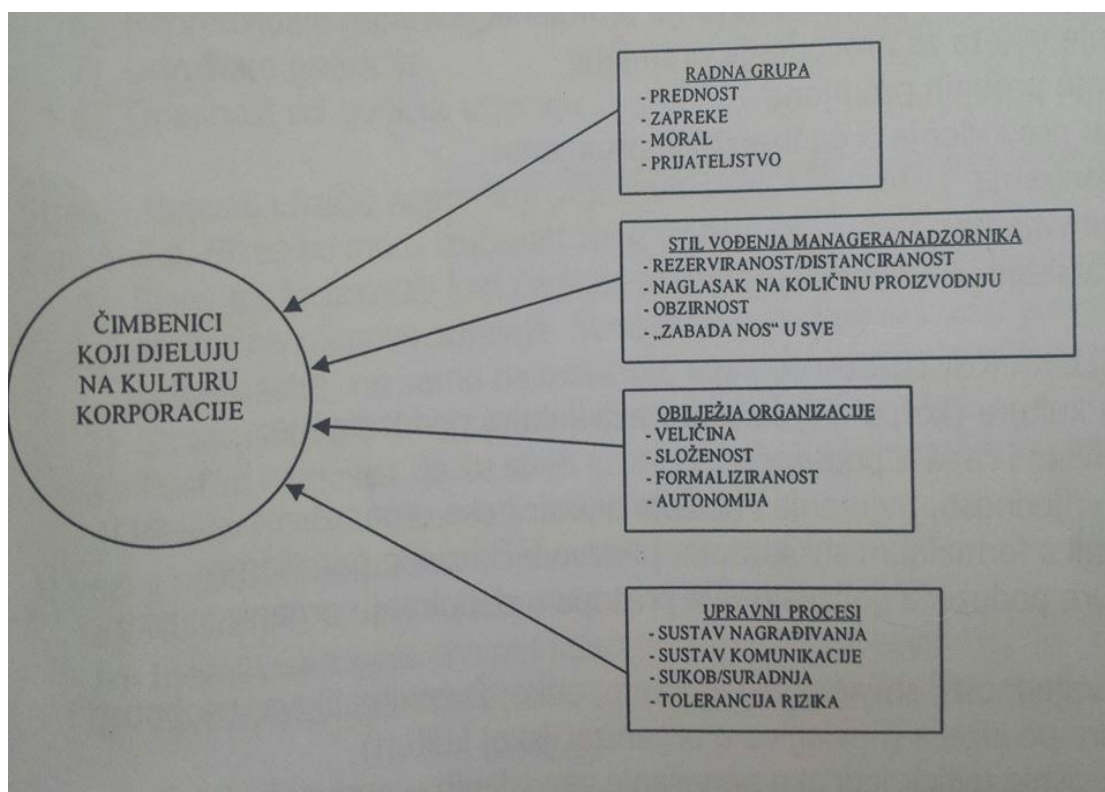 ČIMBENICI
KOJI DJELUJU
NA KULTURU
KORPORACIJE
RADNA GRUPA
- PREDNOST
- ZAPREKE
- MORAL
- PRIJATELJSTVO
STIL VOĐENJA MANAGERA/NADZORNIKA
- REZERVIRANOST/DISTANCIRANOST
- NAGLASAK NA KOLIČINU PROIZVODNJU
- OBZIRNOST
- „ZABADA NOS“ U SVE
OBILJEŽJA ORGANIZACIJE
- VELIČINA
- SLOŽENOST
- FORMALIZIRANOST
- AUTONOMIJA
UPRAVNI PROCESI
- SUSTAV NAGRAĐIVANJA
- SUSTAV KOMUNIKACIJE
- SUKOB/SURADNJA
- TOLERANCIJA RIZIKA